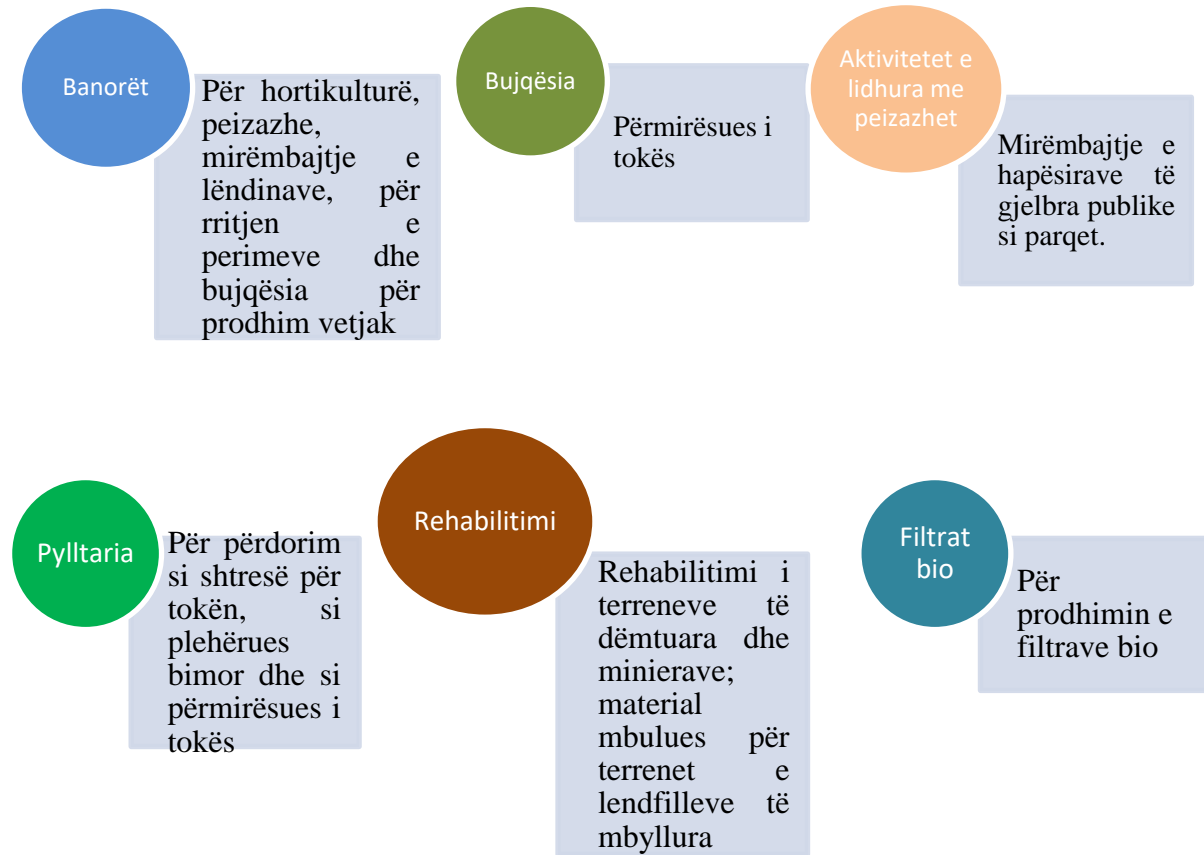 Banorët
Për hortikulturë,
peizazhe,
mirëmbajtje e
lëndinave, për
rritjen e
perimeve dhe
bujqësia për
prodhim vetjak
Bujqësia
Përmirësues i
tokës
Aktivitetet e
lidhura me
peizazhet
Mirëmbajtje e
hapësirave të
gjelbra publike
si parqet.
Pylltaria
Për përdorim
si shtresë për
tokën, si
plehërues
bimor dhe si
përmirësues i
tokës
Rehabilitimi
Rehabilitimi i
terreneve të
dëmtuara dhe
minierave;
material
mbulues për
terrenet e
lendfilleve të
mbyllura
Filtrat
bio
Për
prodhimin e
filtrave bio